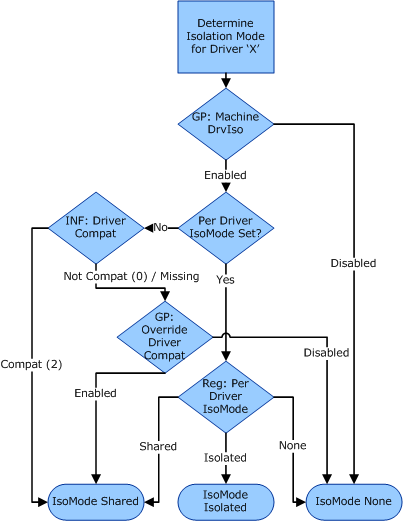 Determine
Isolation Mode
for Driver ‘X’
GP: Machine
DrvIso
Enabled
INF: Driver
Compat
No
Per Driver
IsoMode Set?
Disabled
Not Compat (0) / Missing
Yes
GP:
Override
Driver
Compat
Disabled
Compat (2)
Enabled
Reg: Per
Driver
IsoMode
Shared
Isolated
None
IsoMode Shared
IsoMode
Isolated
IsoMode None